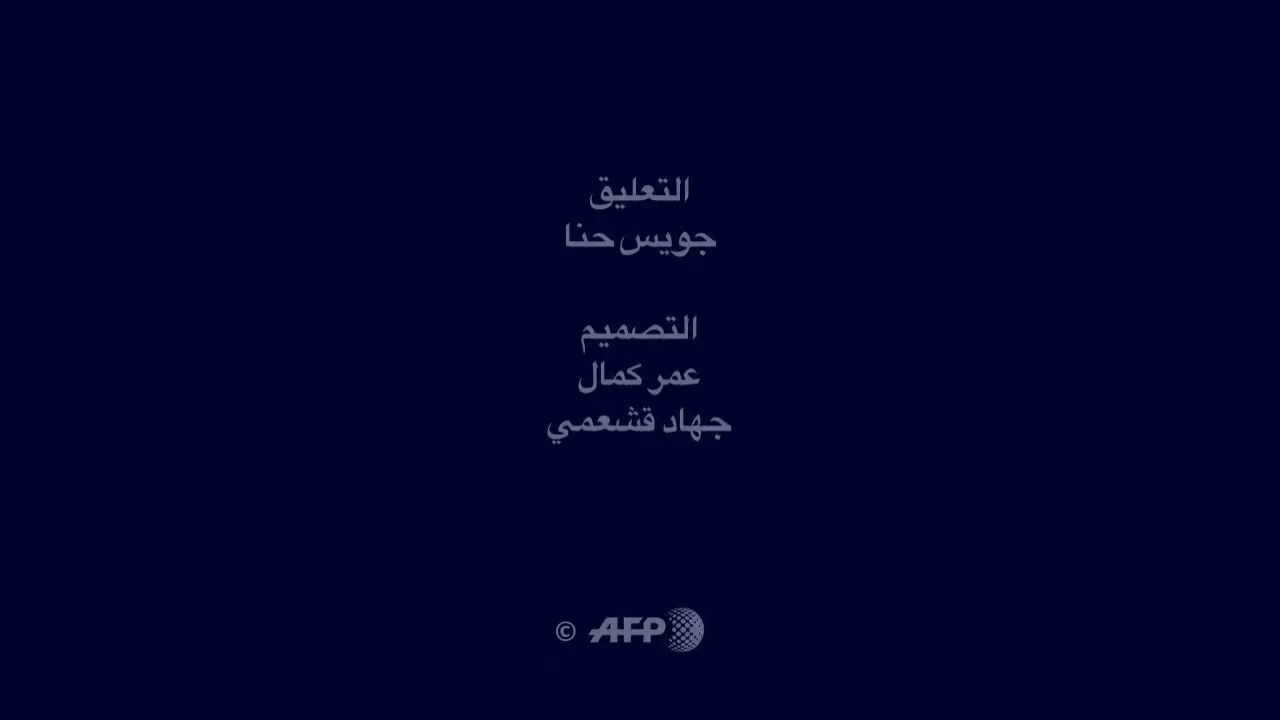 التعليق
جويس حنا
التصميم
عمر كمال
جهاد قشعمي
© AFP